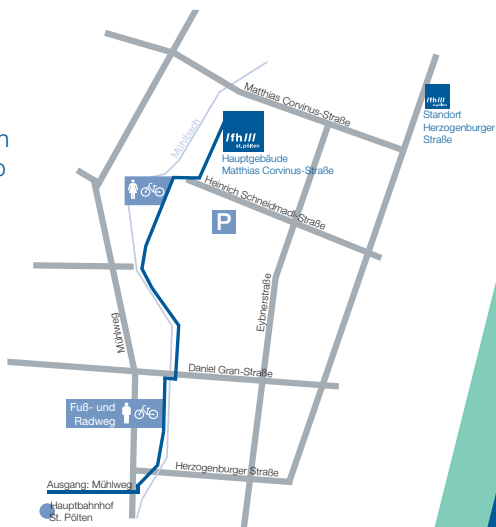 n
o
Matthias Corvinus-Straße
Mühlbach
/fh///
st.pölten
Hauptgebäude
Matthias Corvinus-Straße
/fh///
Standort
Herzogenburger
Straße
Heinrich Schneidmadl-Straße
P
Eybnerstraße
Mühlweg
Daniel Gran-Straße
Fuß- und
Radweg
Herzogenburger Straße
Ausgang: Mühlweg
Hauptbahnhof
St. Pölten